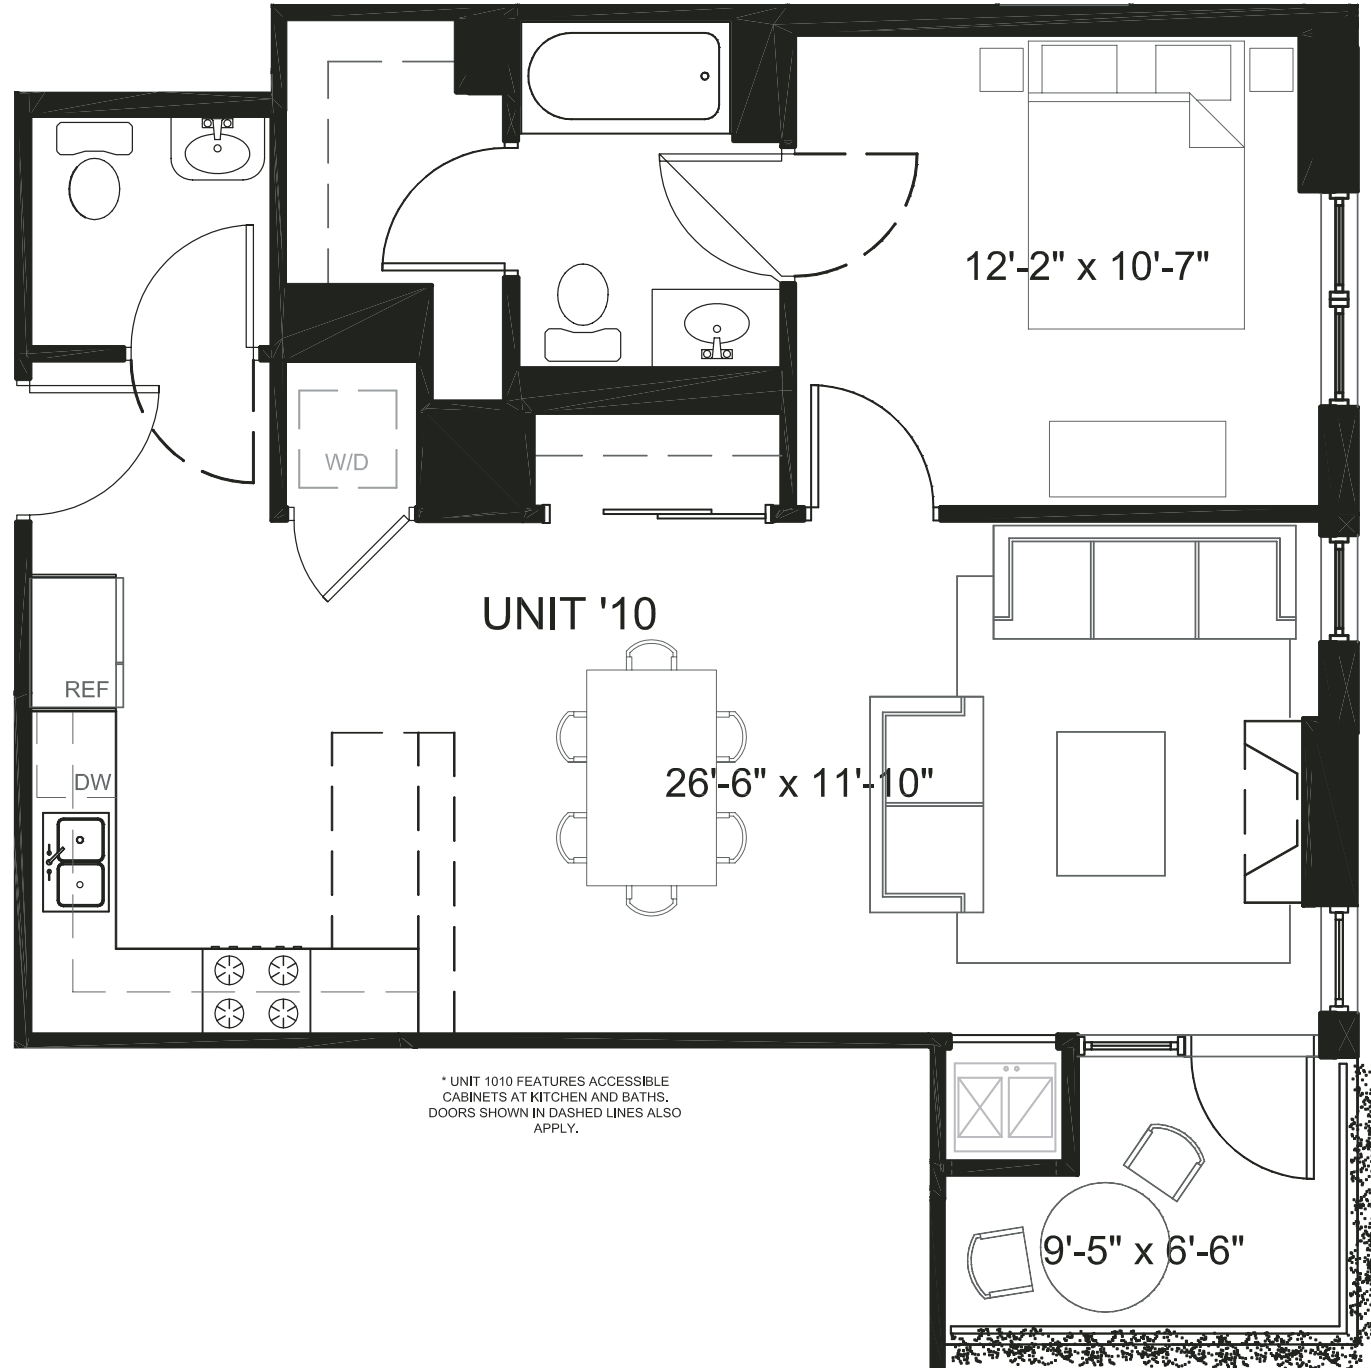 12'-2" x 10'-7"
W/D
UNIT '10
REF
DW
26'-6" x 11'-10"
* UNIT 1010 FEATURES ACCESSIBLE
CABINETS AT KITCHEN AND BATHS.
DOORS SHOWN IN DASHED LINES ALSO
APPLY.
9'-5" x 6'-6"